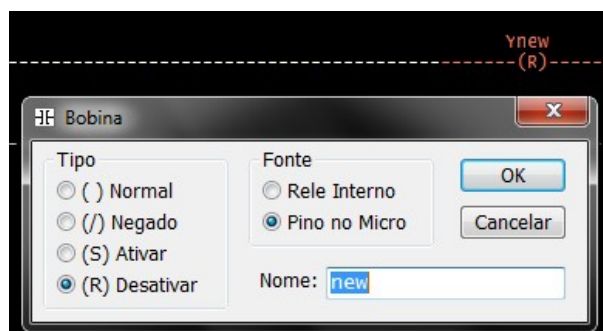 Ynew
(R)
Bobina
Tipo
( ) Normal
(/) Negado
(S) Ativar
(R) Desativar
Fonte
Rele Interno
Pino no Micro
OK
Cancelar
Nome: new